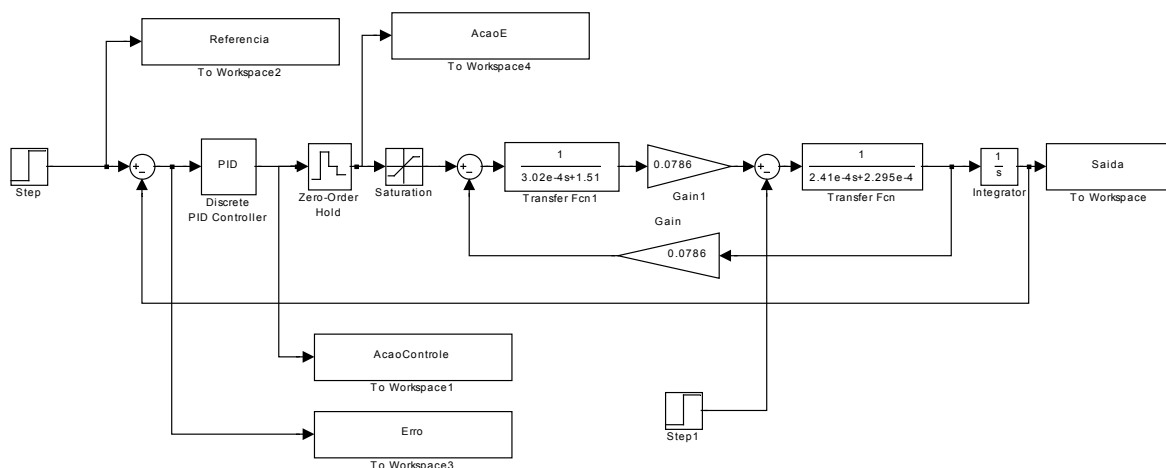 Referencia
To Workspace2
AcaoE
To Workspace4
Step
+
-
PID
Discrete
PID Controller
Zero-Order
Hold
Saturation
+
-
1
3.02e-4s+1.51
Transfer Fcn1
0.0786
Gain1
+
-
1
2.41e-4s+2.295e-4
Transfer Fcn
1
s
Integrator
Saida
To Workspace
Gain
0.0786
AcaoControle
To Workspace1
Step1
Erro
To Workspace3